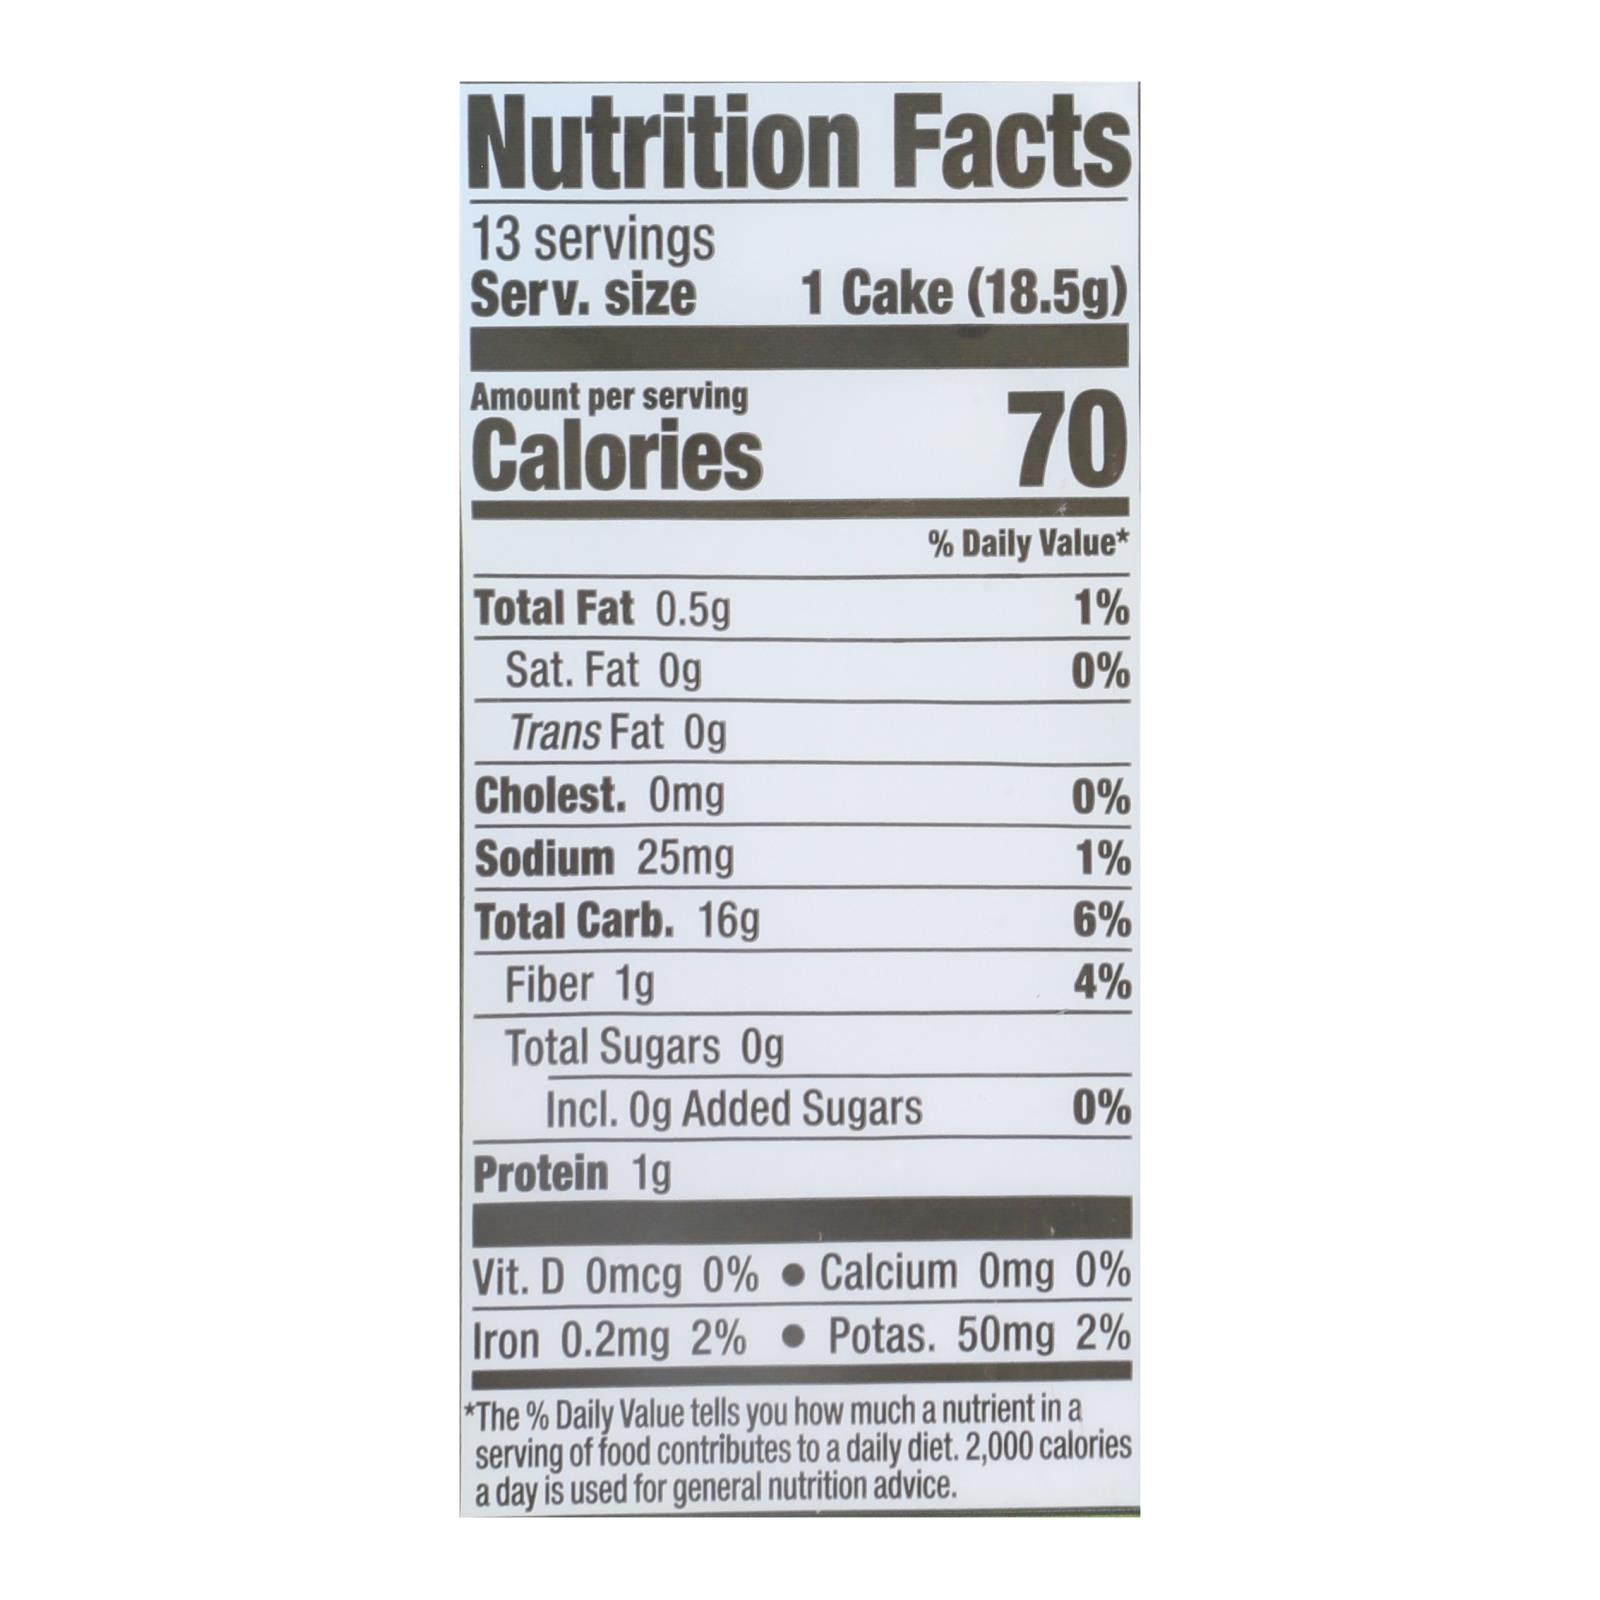 Nutrition Facts
13 servings
Serv. size 1 Cake (18.5g)
Amount per serving
Calories 70
% Daily Value*
Total Fat 0.5g 1%
Sat. Fat 0g 0%
Trans Fat 0g
Cholest. 0mg 0%
Sodium 25mg 1%
Total Carb. 16g 6%
Fiber 1g 4%
Total Sugars 0g
Incl. 0g Added Sugars 0%
Protein 1g
Vit. D 0mcg 0% ● Calcium 0mg 0%
Iron 0.2mg 2% ● Potas. 50mg 2%
*The % Daily Value tells you how much a nutrient in a
serving of food contributes to a daily diet. 2,000 calories
a day is used for general nutrition advice.